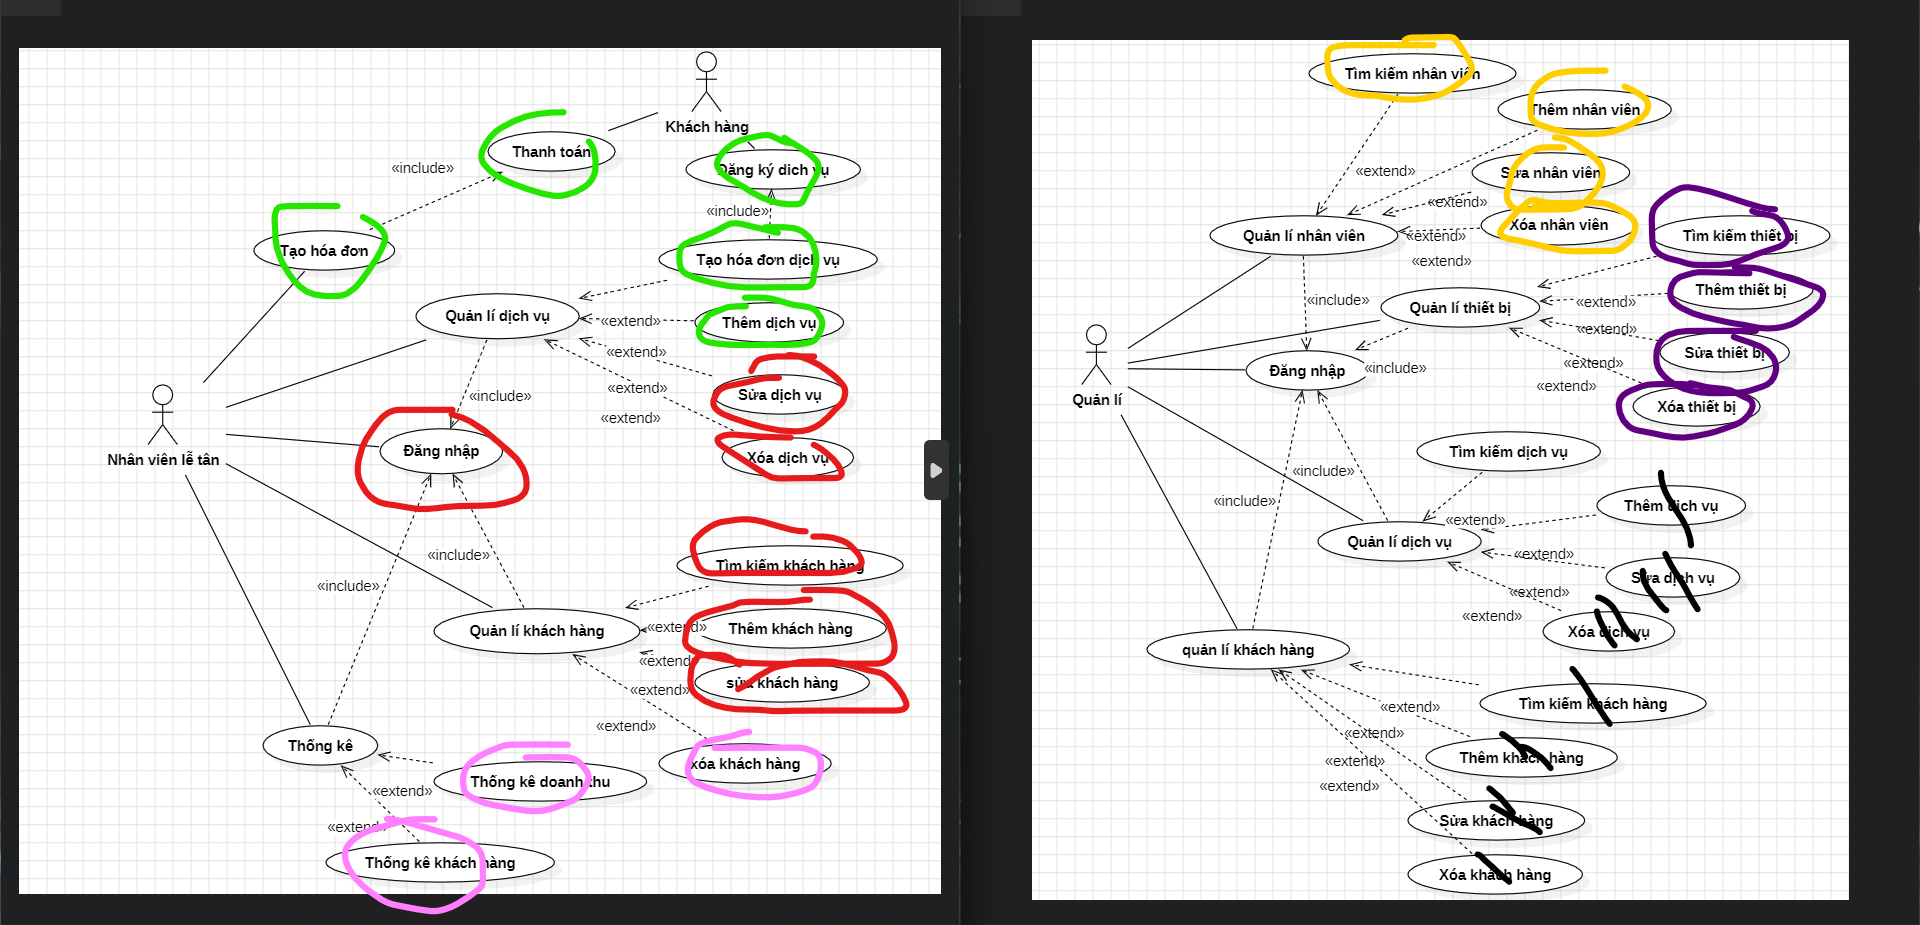 Khách hàng
Thanh toán
«include»
Đăng ký dich vụ
«include»
Tạo hóa đơn
Tạo hóa đơn dịch vụ
Quản lí dịch vụ
«extend»
Thêm dịch vụ
«extend»
«extend»
Sửa dịch vụ
«include»
«extend»
Đăng nhập
Xóa dịch vụ
Nhân viên lễ tân
«include»
«include»
Tìm kiếm khách hàng
Quản lí khách hàng
«extend»
Thêm khách hàng
«extend»
«extend»
sửa khách hàng
«extend»
Thống kê
xóa khách hàng
Thống kê doanh thu
«extend»
«extend»
Thống kê khách hàng
Tìm kiếm nhân viên
Thêm nhân viên
«extend»
Sửa nhân viên
«extend»
Xóa nhân viên
Quản lí nhân viên
«extend»
«extend»
Tìm kiếm thiết bị
«include»
Quản lí thiết bị
«extend»
Thêm thiết bị
«extend»
Sửa thiết bị
«extend»
«extend»
Đăng nhập
«include»
Quản lí
Xóa thiết bị
Tìm kiếm dịch vụ
«include»
«include»
Thêm dịch vụ
«extend»
Quản lí dịch vụ
«extend»
Sửa dịch vụ
«extend»
«extend»
Xóa dịch vụ
quản lí khách hàng
Tìm kiếm khách hàng
«extend»
«extend»
Thêm khách hàng
«extend»
«extend»
Sửa khách hàng
Xóa khách hàng